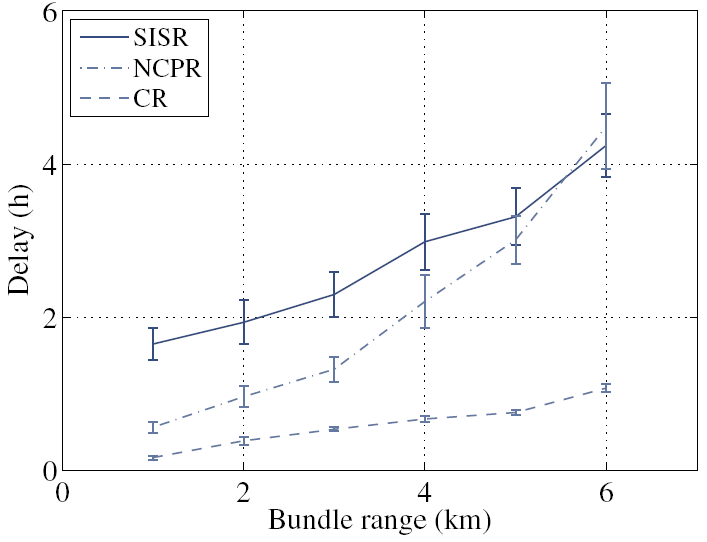 6
SISR
NCPR
CR
4
Delay (h)
2
0
0 2 4 6
Bundle range (km)